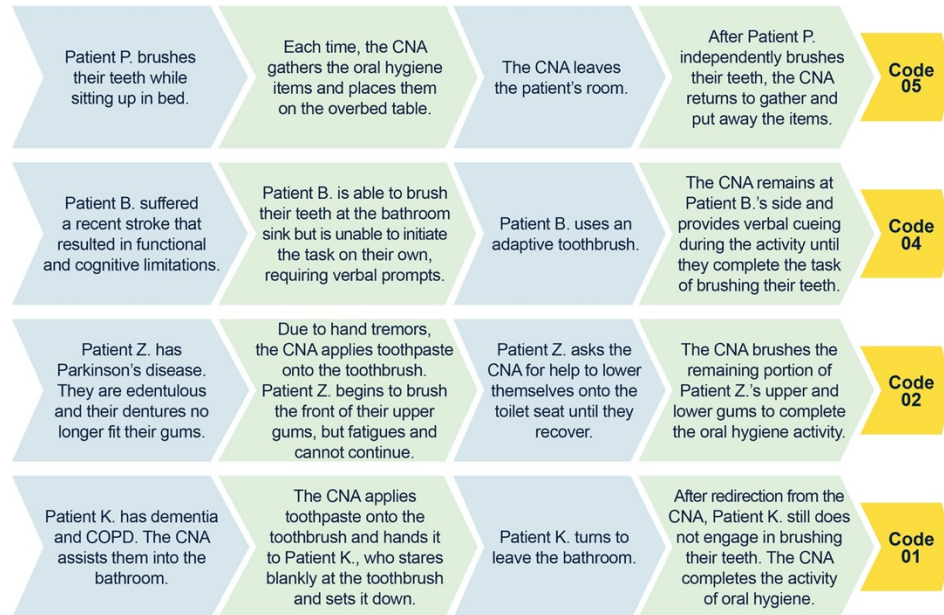 Patient P. brushes
their teeth while
sitting up in bed.
Each time, the CNA
gathers the oral hygiene
items and places them
on the overbed table.
The CNA leaves
the patient's room.
After Patient P.
independently brushes
their teeth, the CNA
returns to gather and
put away the items.
Code
05
Patient B. suffered
a recent stroke that
resulted in functional
and cognitive limitations.
Patient B. is able to brush
their teeth at the bathroom
sink but is unable to initiate
the task on their own,
requiring verbal prompts.
Patient B. uses an
adaptive toothbrush.
The CNA remains at
Patient B.'s side and
provides verbal cueing
during the activity until
they complete the task
of brushing their teeth.
Code
04
Patient Z. has
Parkinson's disease.
They are edentulous
and their dentures no
longer fit their gums.
Due to hand tremors,
the CNA applies toothpaste
onto the toothbrush.
Patient Z. begins to brush
the front of their upper
gums, but fatigues and
cannot continue.
Patient Z. asks the
CNA for help to lower
themselves onto the
toilet seat until they
recover.
The CNA brushes the
remaining portion of
Patient Z.'s upper and
lower gums to complete
the oral hygiene activity.
Code
02
Patient K. has dementia
and COPD. The CNA
assists them into the
bathroom.
The CNA applies
toothpaste onto the
toothbrush and hands it
to Patient K., who stares
blankly at the toothbrush
and sets it down.
Patient K. turns to
leave the bathroom.
After redirection from the
CNA, Patient K. still does
not engage in brushing
their teeth. The CNA
completes the activity
of oral hygiene.
Code
01